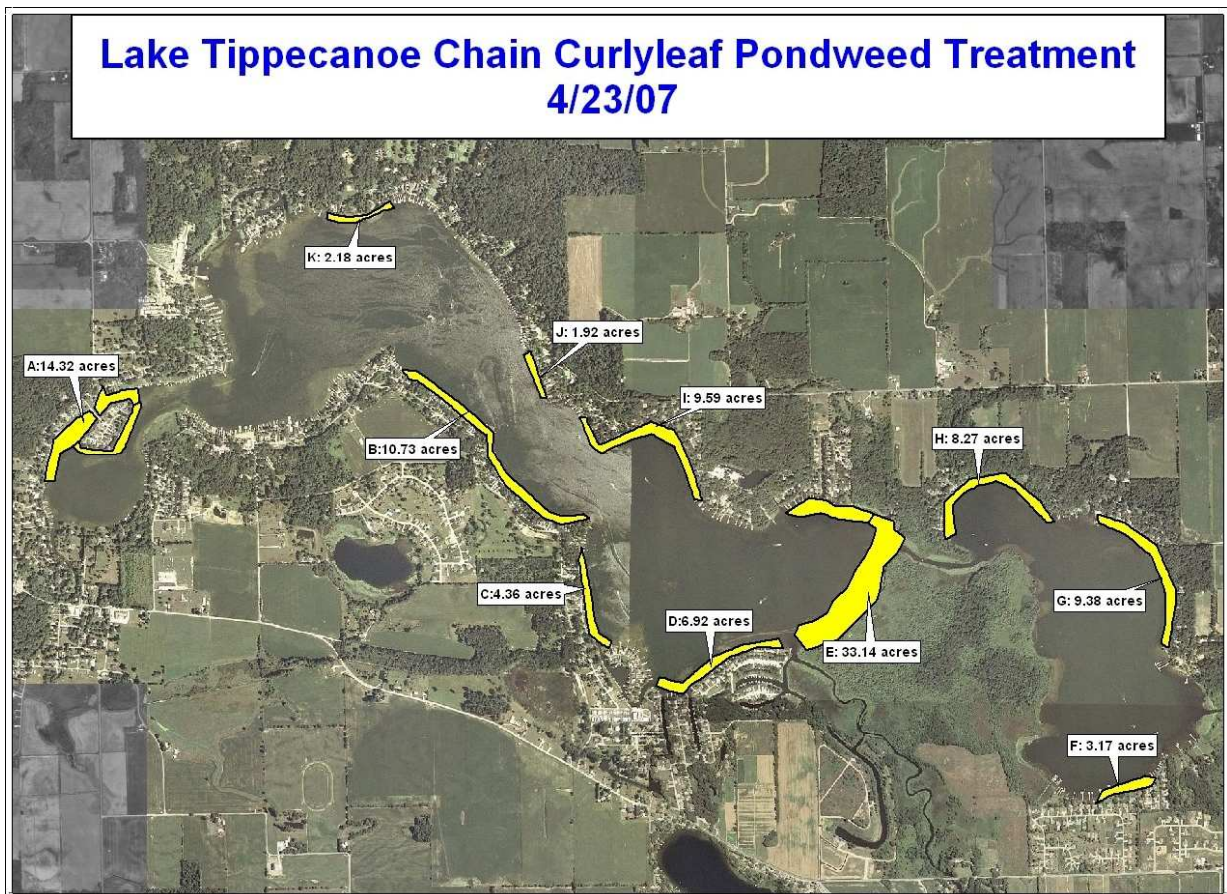 Lake Tippecanoe Chain Curlyleaf Pondweed Treatment
4/23/07
K: 2.18 acres
J: 1.92 acres
A:14.32 acres
I: 9.59 acres
B:10.73 acres
H: 8.27 acres
C:4.36 acres
G: 9.38 acres
D:6.92 acres
E: 33.14 acres
F: 3.17 acres